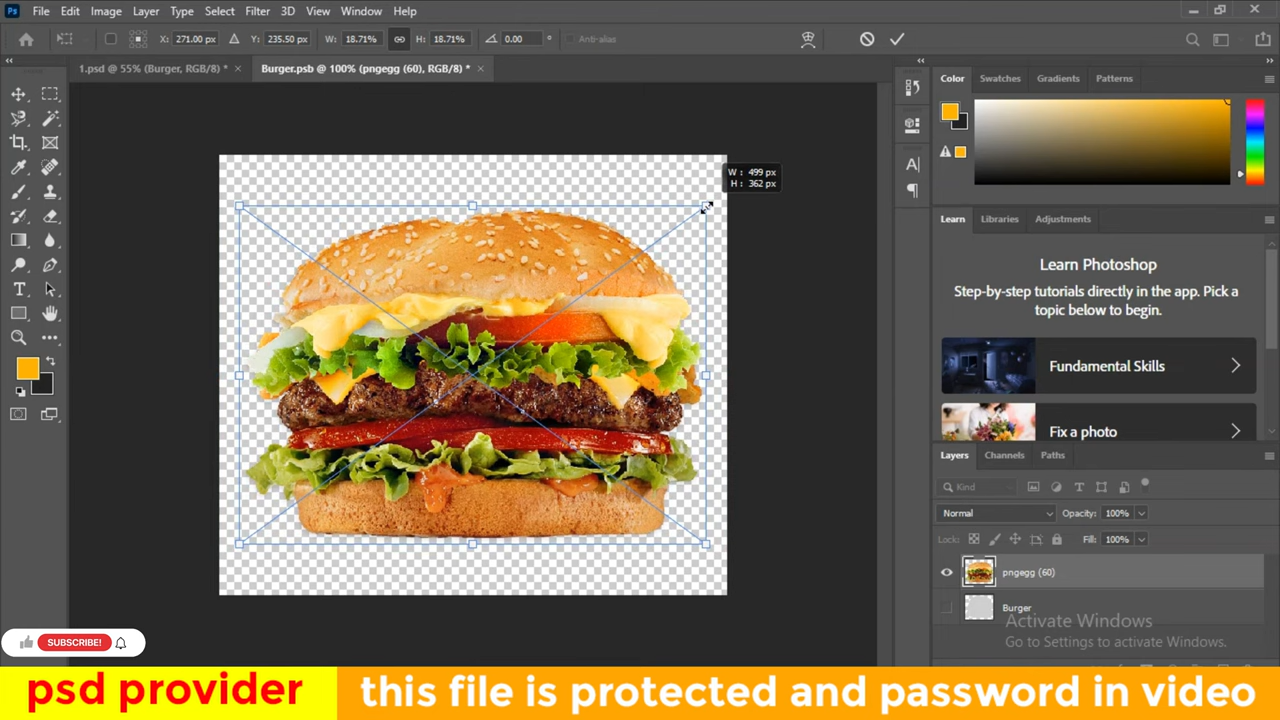 Ps File Edit Image Layer Type Select Filter 3D View Window Help
X: 271.00 px Y: 235.50 px W: 18.71% H: 18.71% 0.00 ° Anti-alias
1.psd @ 55% (Burger, RGB/8) * × Burger.psb @ 100% (pngegg (60), RGB/8) * ×
Color Swatches Gradients Patterns
W : 499 px
H : 362 px
Learn Libraries Adjustments
Learn Photoshop
Step-by-step tutorials directly in the app. Pick a
topic below to begin.
Fundamental Skills
Fix a photo
Layers Channels Paths
Kind
Normal Opacity: 100%
Lock: Fill: 100%
pngegg (60)
Burger
Activate Windows
Go to Settings to activate Windows.
SUBSCRIBE!
psd provider this file is protected and password in video